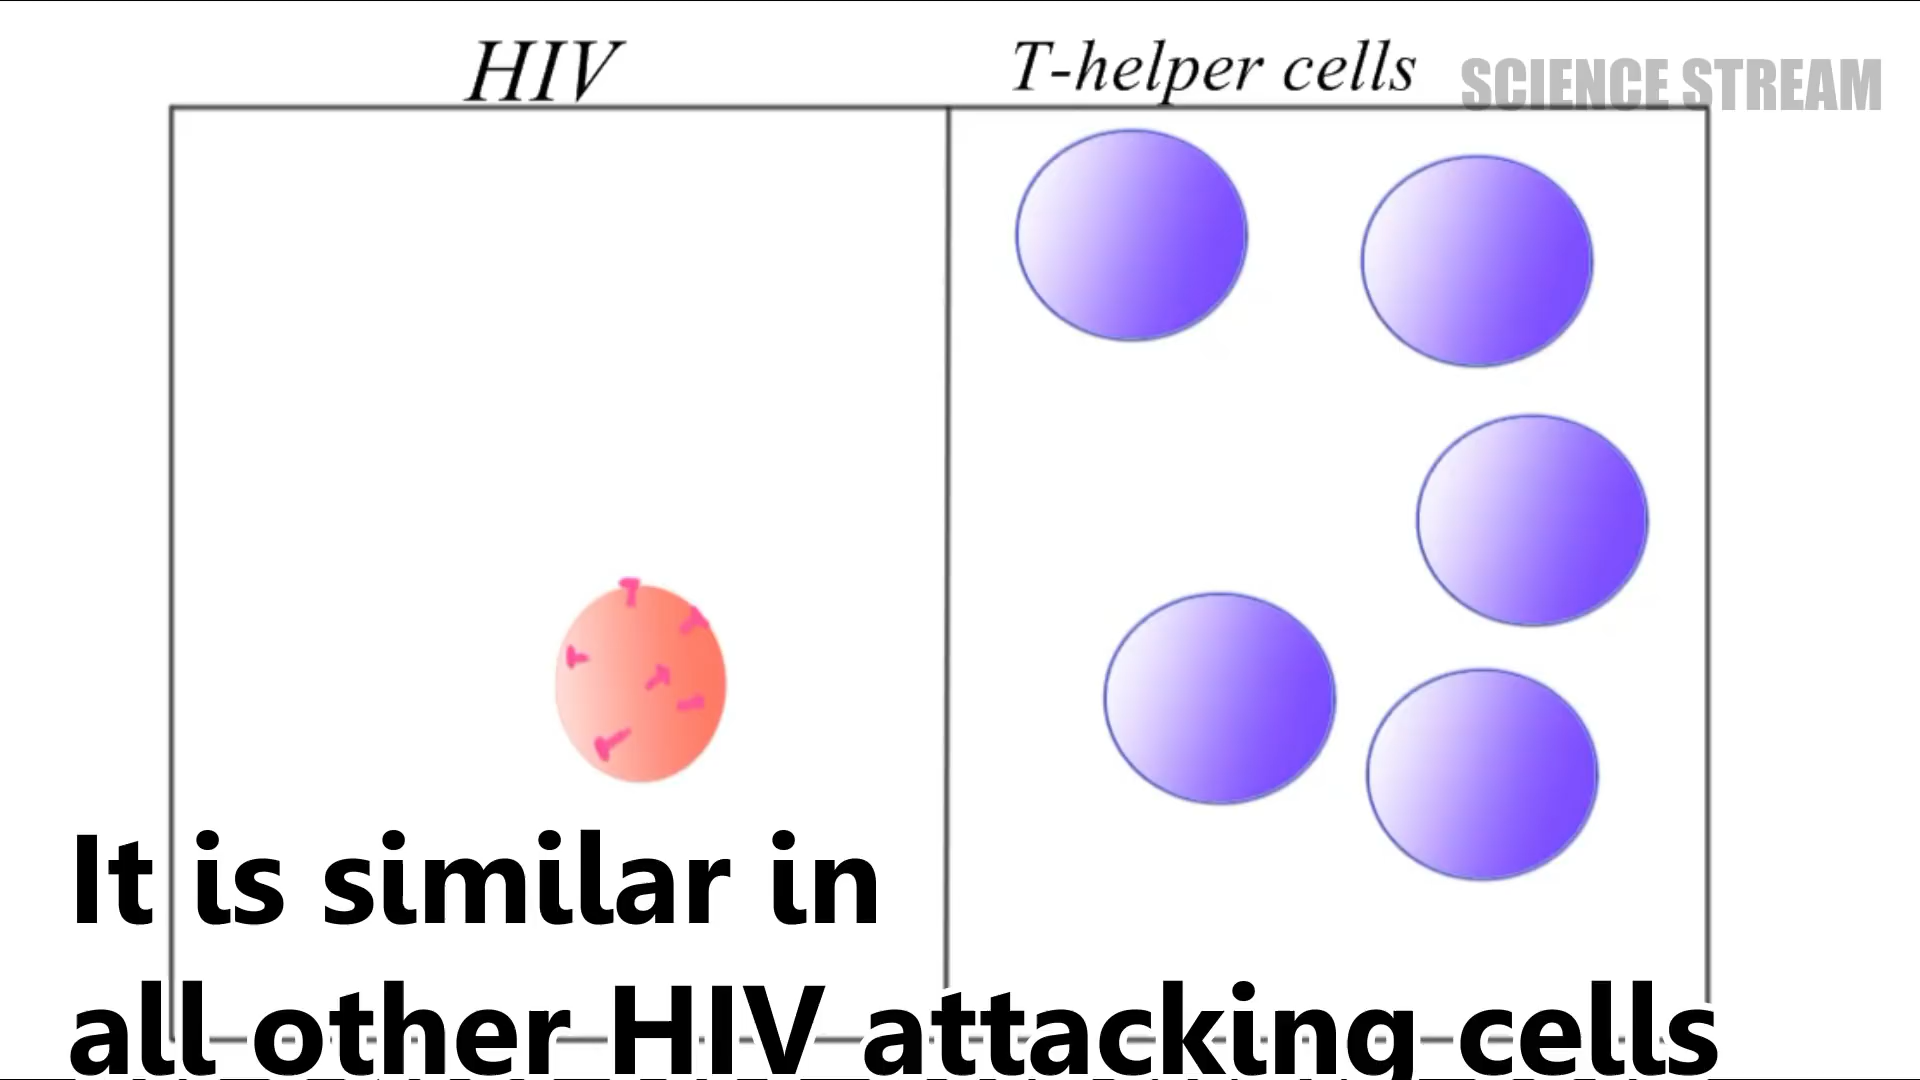 HIV
T-helper cells
SCIENCE STREAM
It is similar in
all other HIV attacking cells